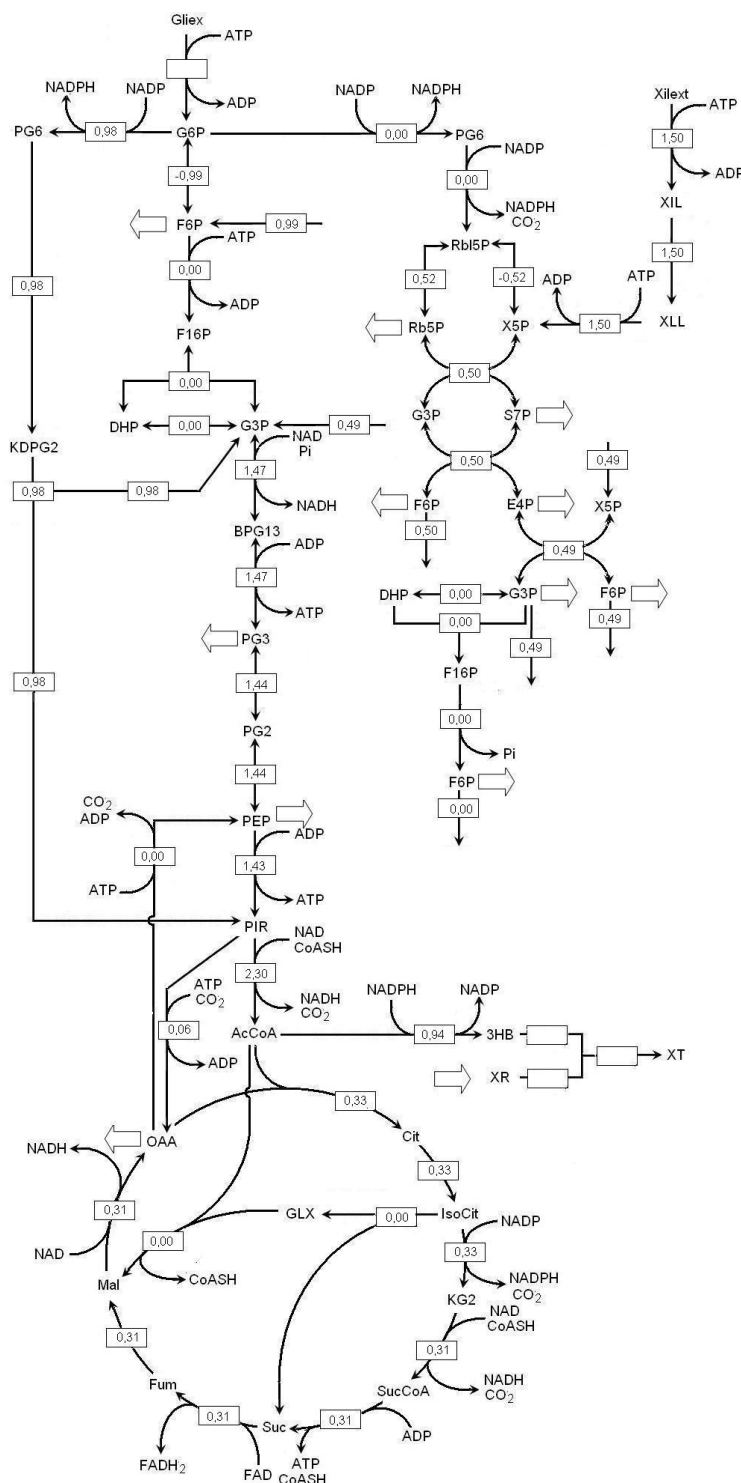 Gliex
ATP
ADP
NADPH
NADP
NADP
NADPH
Xilext
ATP
PG6
0,98
G6P
0,00
PG6
1,50
NADP
ADP
-0,99
0,00
XIL
NADPH
CO2
F6P
0,99
ATP
RbI5P
1,50
0,98
0,00
0,52
-0,52
ADP
ATP
ADP
F16P
Rb5P
X5P
1,50
XLL
0,00
0,50
DHP
0,00
G3P
0,49
G3P
S7P
KDPG2
NAD
Pi
0,50
0,49
0,98
0,98
1,47
NADH
F6P
E4P
X5P
BPG13
ADP
0,50
1,47
0,49
ATP
DHP
0,00
G3P
F6P
PG3
0,00
0,49
0,49
0,98
1,44
F16P
PG2
0,00
1,44
Pi
CO2
ADP
PEP
F6P
0,00
ADP
0,00
1,43
ATP
ATP
PIR
NAD
CoASH
2,30
ATP
CO2
NADH
CO2
NADPH
NADP
0,06
AcCoA
0,94
3HB
XT
ADP
XR
0,33
OAA
Cit
NADH
0,33
0,31
GLX
0,00
IsoCit
NADP
NAD
0,00
0,33
Mal
CoASH
NADPH
CO2
KG2
NAD
CoASH
0,31
0,31
Fum
NADH
CO2
SucCoA
0,31
Suc
0,31
ADP
FADH2
FAD
ATP
CoASH